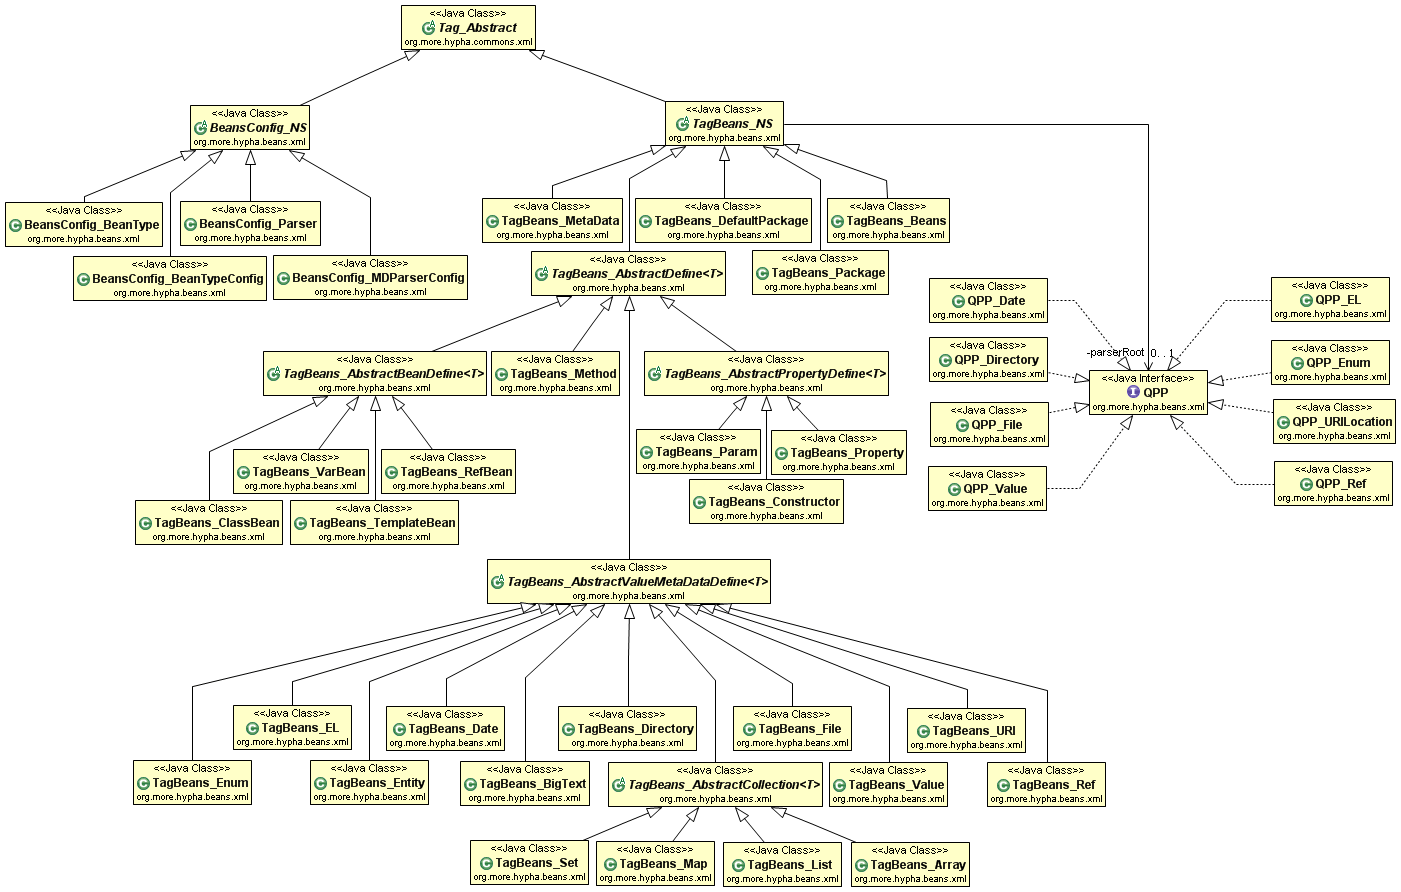 <<Java Class>>
Tag_Abstract
org.more.hypha.commons.xml
<<Java Class>>
BeansConfig_NS
org.more.hypha.beans.xml
<<Java Class>>
TagBeans_NS
org.more.hypha.beans.xml
<<Java Class>>
BeansConfig_BeanType
org.more.hypha.beans.xml
<<Java Class>>
BeansConfig_Parser
org.more.hypha.beans.xml
<<Java Class>>
BeansConfig_BeanTypeConfig
org.more.hypha.beans.xml
<<Java Class>>
BeansConfig_MDParserConfig
org.more.hypha.beans.xml
<<Java Class>>
TagBeans_MetaData
org.more.hypha.beans.xml
<<Java Class>>
TagBeans_DefaultPackage
org.more.hypha.beans.xml
<<Java Class>>
TagBeans_Beans
org.more.hypha.beans.xml
<<Java Class>>
TagBeans_AbstractDefine<T>
org.more.hypha.beans.xml
<<Java Class>>
TagBeans_Package
org.more.hypha.beans.xml
<<Java Class>>
QPP_Date
org.more.hypha.beans.xml
<<Java Class>>
QPP_EL
org.more.hypha.beans.xml
<<Java Class>>
QPP_Directory
org.more.hypha.beans.xml
-parserRoot 0..1
<<Java Class>>
QPP_Enum
org.more.hypha.beans.xml
<<Java Interface>>
QPP
org.more.hypha.beans.xml
<<Java Class>>
QPP_File
org.more.hypha.beans.xml
<<Java Class>>
QPP_URILocation
org.more.hypha.beans.xml
<<Java Class>>
QPP_Value
org.more.hypha.beans.xml
<<Java Class>>
QPP_Ref
org.more.hypha.beans.xml
<<Java Class>>
TagBeans_AbstractBeanDefine<T>
org.more.hypha.beans.xml
<<Java Class>>
TagBeans_Method
org.more.hypha.beans.xml
<<Java Class>>
TagBeans_AbstractPropertyDefine<T>
org.more.hypha.beans.xml
<<Java Class>>
TagBeans_VarBean
org.more.hypha.beans.xml
<<Java Class>>
TagBeans_RefBean
org.more.hypha.beans.xml
<<Java Class>>
TagBeans_Param
org.more.hypha.beans.xml
<<Java Class>>
TagBeans_Property
org.more.hypha.beans.xml
<<Java Class>>
TagBeans_ClassBean
org.more.hypha.beans.xml
<<Java Class>>
TagBeans_TemplateBean
org.more.hypha.beans.xml
<<Java Class>>
TagBeans_Constructor
org.more.hypha.beans.xml
<<Java Class>>
TagBeans_AbstractValueMetaDataDefine<T>
org.more.hypha.beans.xml
<<Java Class>>
TagBeans_EL
org.more.hypha.beans.xml
<<Java Class>>
TagBeans_Date
org.more.hypha.beans.xml
<<Java Class>>
TagBeans_Directory
org.more.hypha.beans.xml
<<Java Class>>
TagBeans_File
org.more.hypha.beans.xml
<<Java Class>>
TagBeans_URI
org.more.hypha.beans.xml
<<Java Class>>
TagBeans_Enum
org.more.hypha.beans.xml
<<Java Class>>
TagBeans_Entity
org.more.hypha.beans.xml
<<Java Class>>
TagBeans_BigText
org.more.hypha.beans.xml
<<Java Class>>
TagBeans_AbstractCollection<T>
org.more.hypha.beans.xml
<<Java Class>>
TagBeans_Value
org.more.hypha.beans.xml
<<Java Class>>
TagBeans_Ref
org.more.hypha.beans.xml
<<Java Class>>
TagBeans_Set
org.more.hypha.beans.xml
<<Java Class>>
TagBeans_Map
org.more.hypha.beans.xml
<<Java Class>>
TagBeans_List
org.more.hypha.beans.xml
<<Java Class>>
TagBeans_Array
org.more.hypha.beans.xml